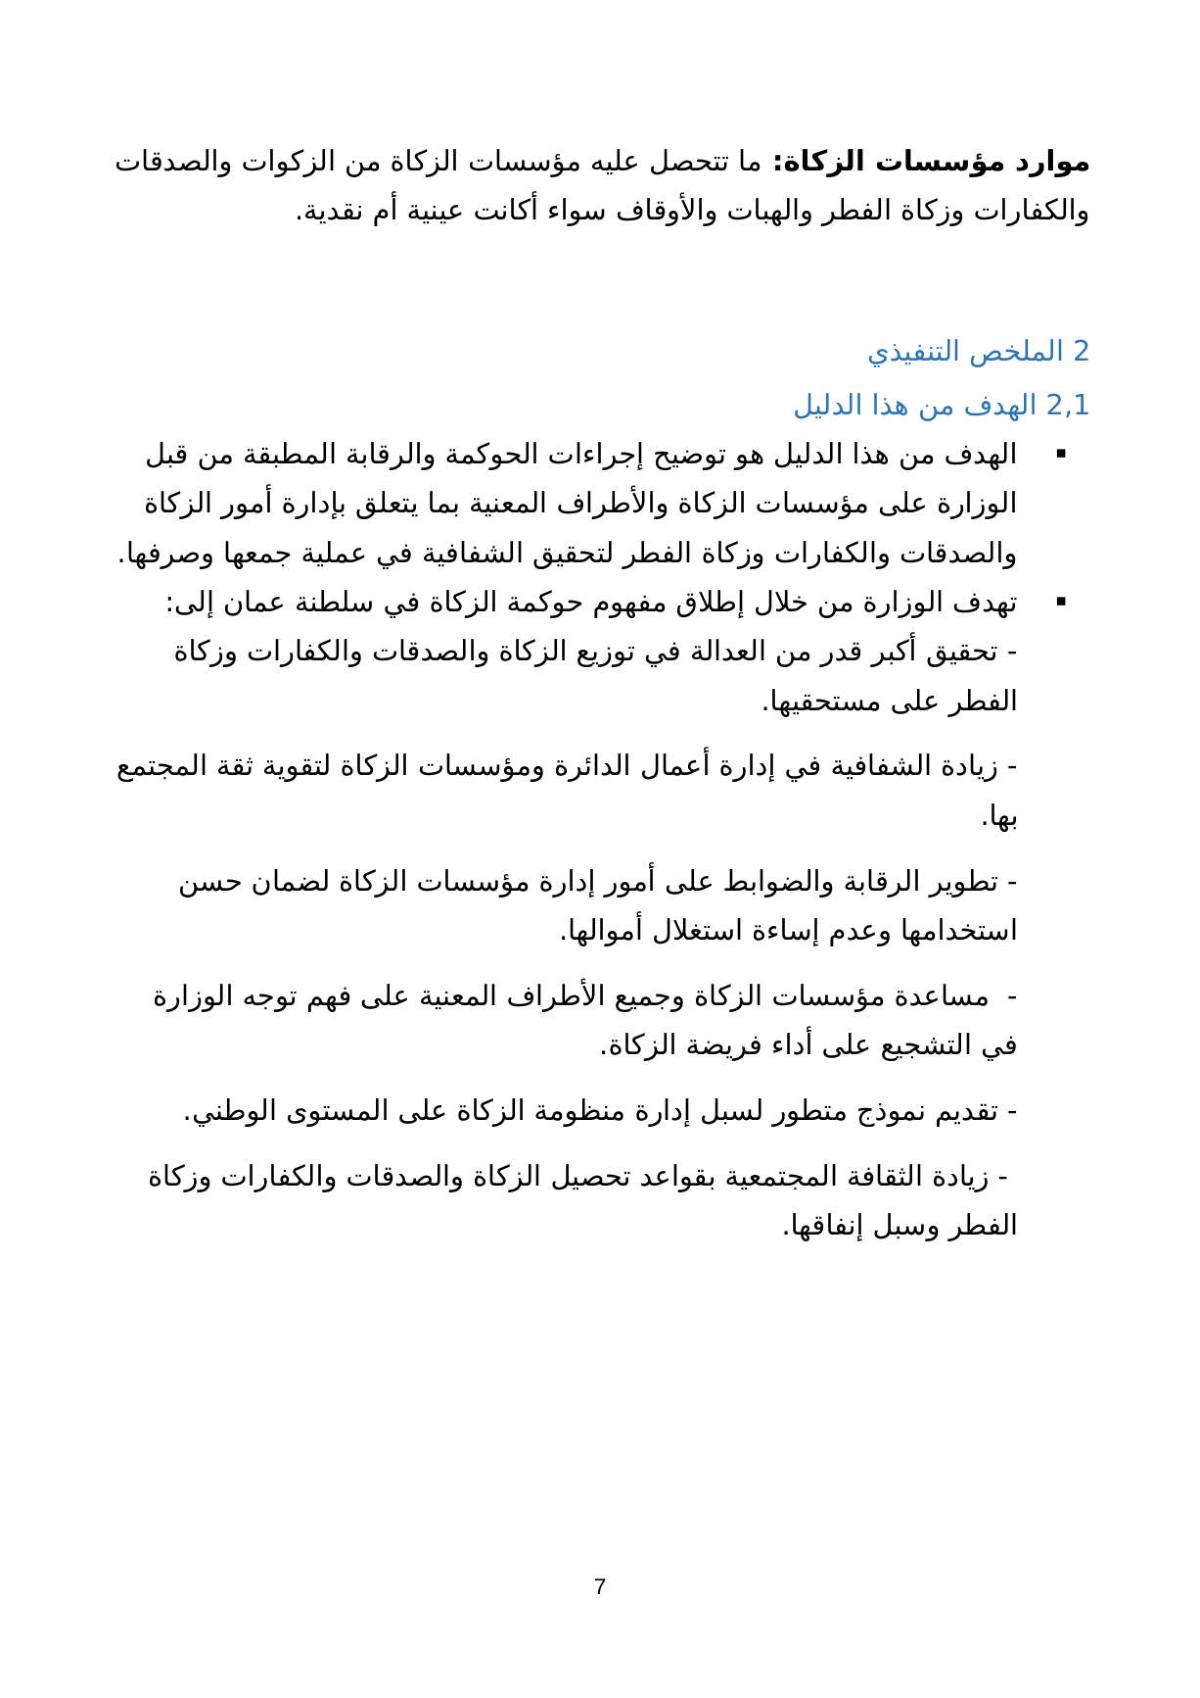 موارد مؤسسات الزكاة: ما تتحصل عليه مؤسسات الزكاة من الزكوات والصدقات
والكفارات وزكاة الفطر والهبات والأوقاف سواء أكانت عينية أم نقدية.
2 الملخص التنفيذي
2,1 الهدف من هذا الدليل
▪ الهدف من هذا الدليل هو توضيح إجراءات الحوكمة والرقابة المطبقة من قبل
الوزارة على مؤسسات الزكاة والأطراف المعنية بما يتعلق بإدارة أمور الزكاة
والصدقات والكفارات وزكاة الفطر لتحقيق الشفافية في عملية جمعها وصرفها.
▪ تهدف الوزارة من خلال إطلاق مفهوم حوكمة الزكاة في سلطنة عمان إلى:
- تحقيق أكبر قدر من العدالة في توزيع الزكاة والصدقات والكفارات وزكاة
الفطر على مستحقيها.
- زيادة الشفافية في إدارة أعمال الدائرة ومؤسسات الزكاة لتقوية ثقة المجتمع
بها.
- تطوير الرقابة والضوابط على أمور إدارة مؤسسات الزكاة لضمان حسن
استخدامها وعدم إساءة استغلال أموالها.
- مساعدة مؤسسات الزكاة وجميع الأطراف المعنية على فهم توجه الوزارة
في التشجيع على أداء فريضة الزكاة.
- تقديم نموذج متطور لسبل إدارة منظومة الزكاة على المستوى الوطني.
- زيادة الثقافة المجتمعية بقواعد تحصيل الزكاة والصدقات والكفارات وزكاة
الفطر وسبل إنفاقها.
7